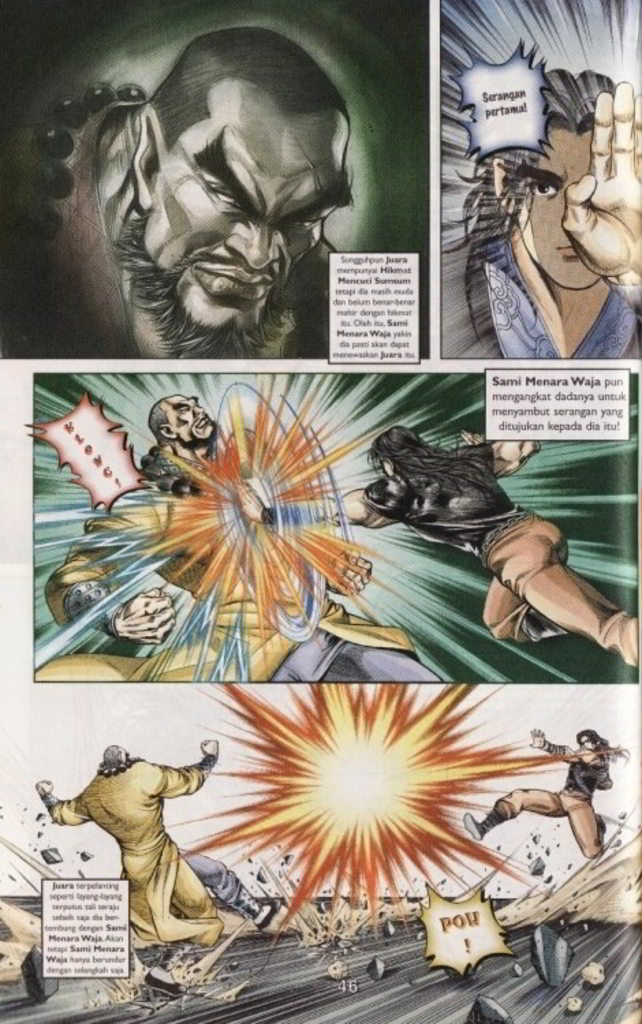 Serangan
pertama!
Sungguhpun Juara
mempunyai Hikmat
Mencuci Sumsum
tetapi dia masih muda
dan belum benar-benar
mahir dengan hikmat
itu. Oleh itu, Sami
Menara Waja yakin
dia pasti akan dapat
menewaskan Juara itu.
Sami Menara Waja pun
mengangkat dadanya untuk
menyambut serangan yang
ditujukan kepada dia itu!
KLONG!
Juara terpelanting
seperti layang-layang
terputus tali teraju
sebaik saja dia ber-
tembung dengan Sami
Menara Waja. Akan
tetapi Sami Menara
Waja hanya berundur
dengan selangkah saja.
POU
!
46